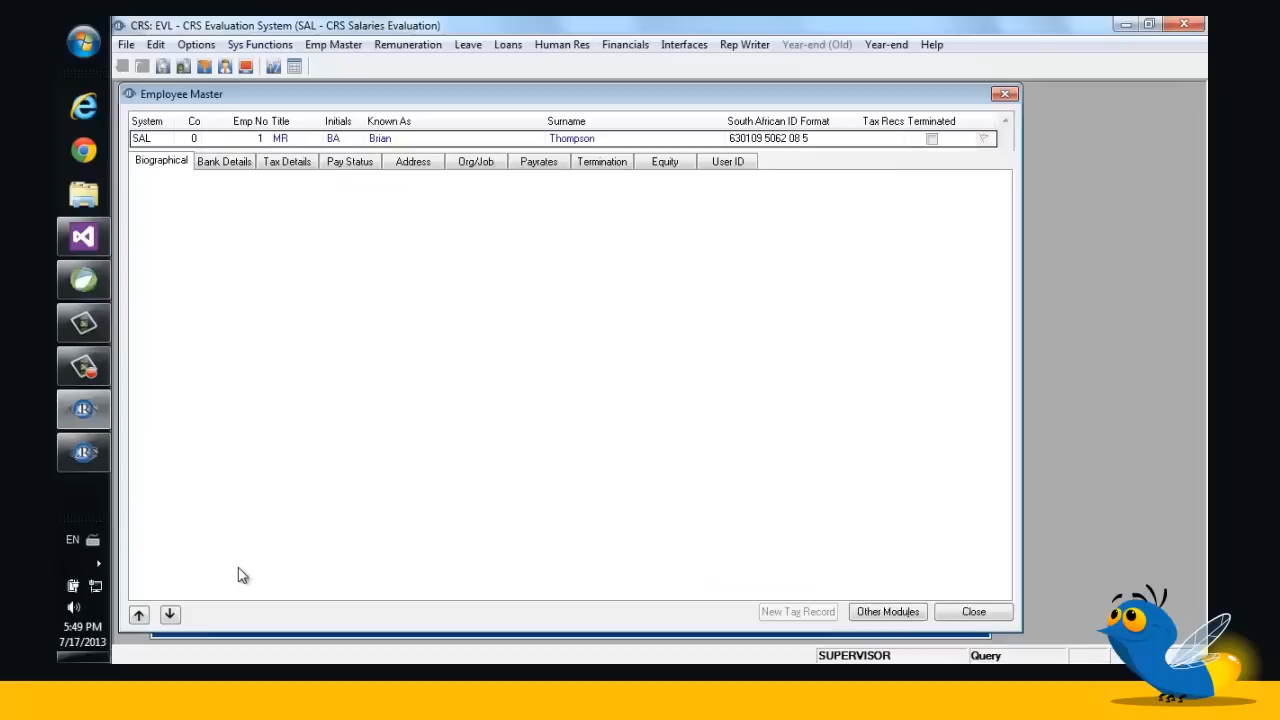 CRS: EVL - CRS Evaluation System (SAL - CRS Salaries Evaluation)
File Edit Options Sys Functions Emp Master Remuneration Leave Loans Human Res Financials Interfaces Rep Writer Year-end (Old) Year-end Help
Employee Master
System Co Emp No Title Initials Known As Surname South African ID Format Tax Recs Terminated
SAL 0 1 MR BA Brian Thompson 630109 5062 08 5
Biographical Bank Details Tax Details Pay Status Address Org/Job Payrates Termination Equity User ID
New Tag Record Other Modules Close
EN
5:49 PM
7/17/2013
SUPERVISOR Query